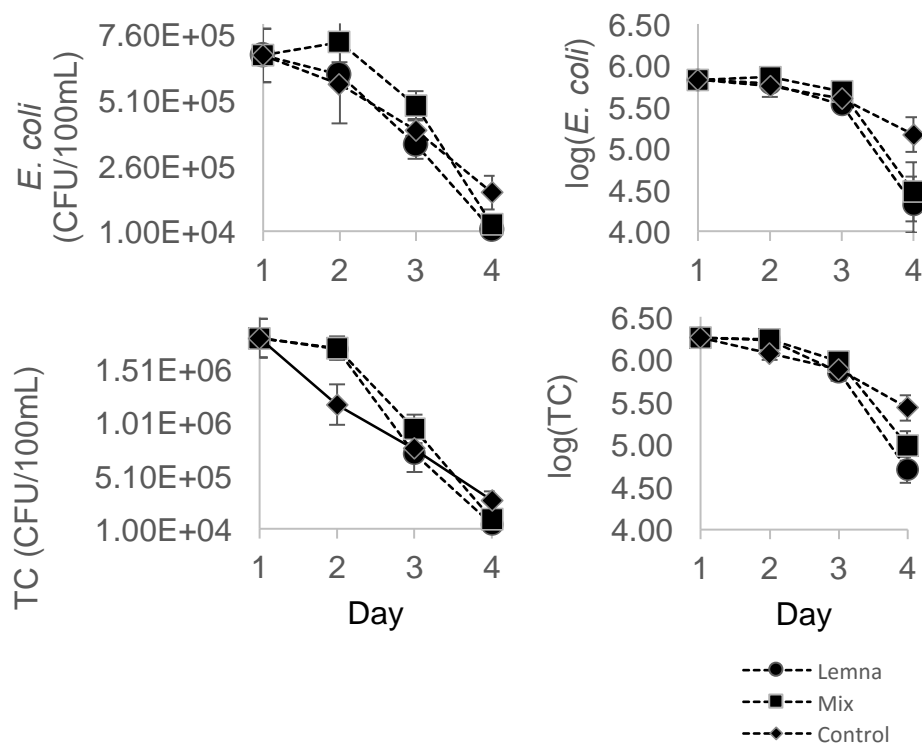 E. coli
(CFU/100mL)
7.60E+05
5.10E+05
2.60E+05
1.00E+04
1 2 3 4
log(E. coli)
6.50
6.00
5.50
5.00
4.50
4.00
1 2 3 4
TC (CFU/100mL)
1.51E+06
1.01E+06
5.10E+05
1.00E+04
1 2 3 4
Day
log(TC)
6.50
6.00
5.50
5.00
4.50
4.00
1 2 3 4
Day
Lemna
Mix
Control